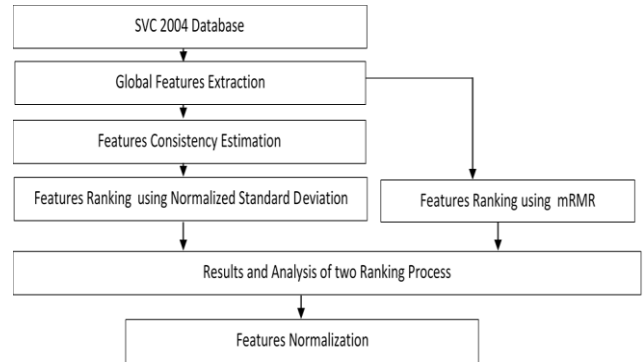 SVC 2004 Database
Global Features Extraction
Features Consistency Estimation
Features Ranking using Normalized Standard Deviation
Features Ranking using mRMR
Results and Analysis of two Ranking Process
Features Normalization